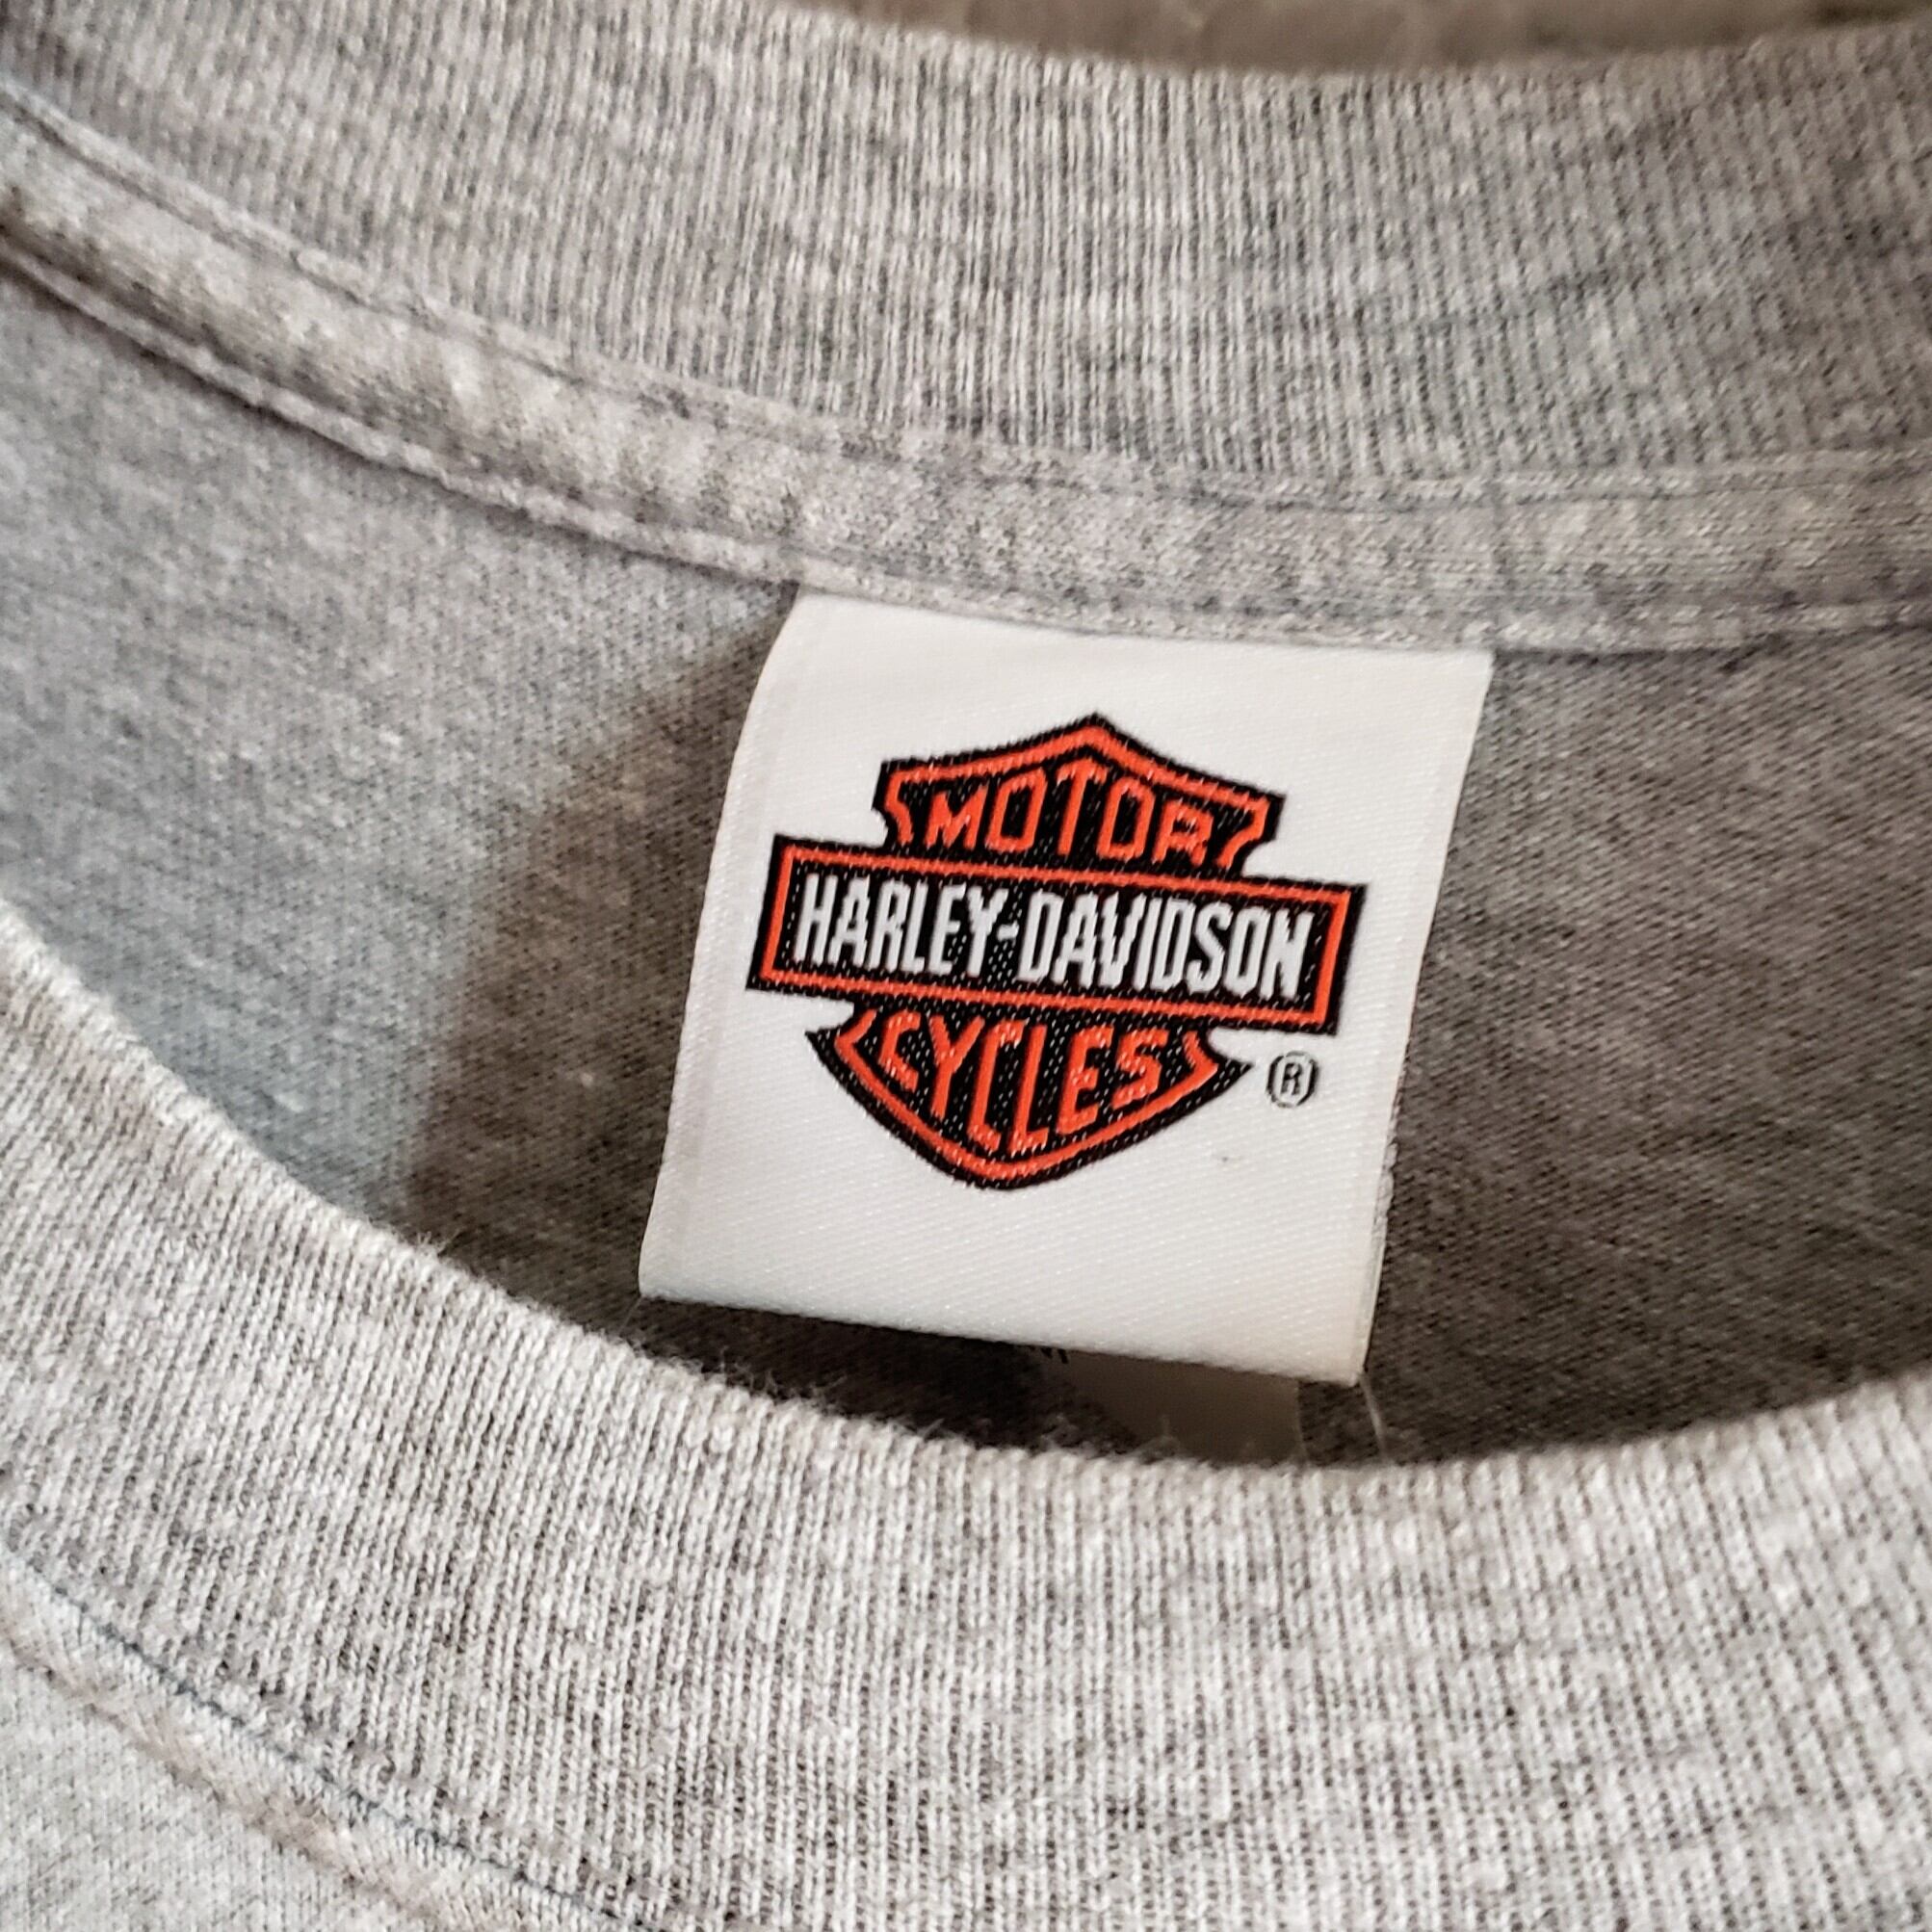 MOTOR
HARLEY-DAVIDSON
CYCLES
®